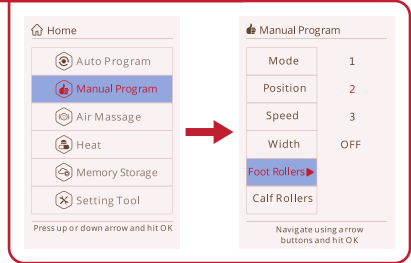 Home
Auto Program
Manual Program
Air Massage
Heat
Memory Storage
Setting Tool
Press up or down arrow and hit OK
Manual Program
Mode 1
Position 2
Speed 3
Width OFF
Foot Rollers
Calf Rollers
Navigate using arrow
buttons and hit OK